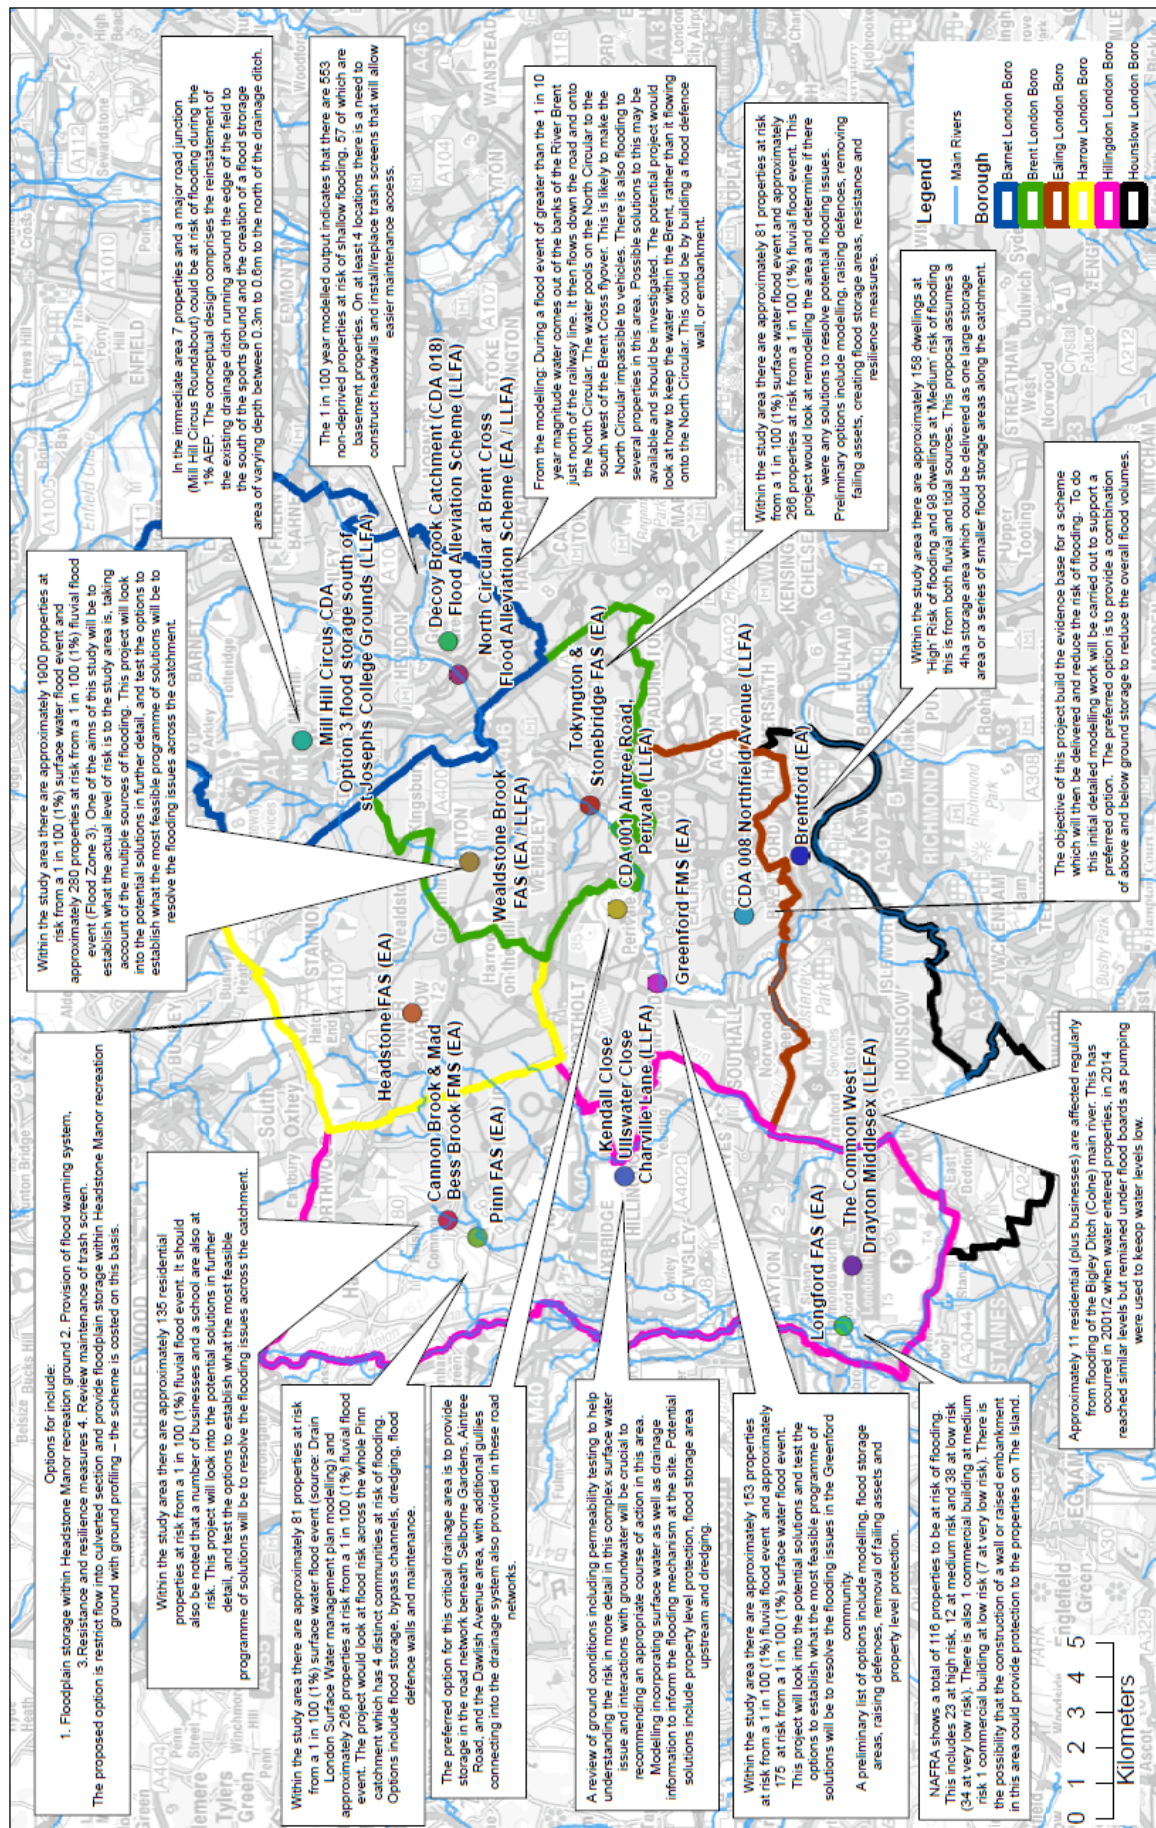 Options for include:
1. Floodplain storage within Headstone Manor recreation ground 2. Provision of flood warning system,
3.Resistance and resilience measures 4. Review maintenance of trash screen.
The proposed option is restrict flow into culverted section and provide floodplain storage within Headstone Manor recreation
ground with ground profiling – the scheme is costed on this basis.
Within the study area there are approximately 1900 properties at
risk from a 1 in 100 (1%) surface water flood event and
approximately 280 properties at risk from a 1 in 100 (1%) fluvial flood
event (Flood Zone 3). One of the aims of this study will be to
establish what the actual level of risk is to the study area is, taking
account of the multiple sources of flooding. This project will look
into the potential solutions in further detail, and test the options to
establish what the most feasible programme of solutions will be to
resolve the flooding issues across the catchment.
In the immediate area 7 properties and a major road junction
(Mill Hill Circus Roundabout) could be at risk of flooding during the
1% AEP. The conceptual design comprises the reinstatement of
the existing drainage ditch running around the edge of the field to
the south of the sports ground and the creation of a flood storage
area of varying depth between 0.3m to 0.6m to the north of the drainage ditch.
Within the study area there are approximately 135 residential
properties at risk from a 1 in 100 (1%) fluvial flood event. It should
also be noted that a number of businesses and a school are also at
risk. This project will look into the potential solutions in further
detail, and test the options to establish what the most feasible
programme of solutions will be to resolve the flooding issues across the catchment.
The 1 in 100 year modelled output indicates that there are 553
non-deprived properties at risk of shallow flooding, 57 of which are
basement properties. On at least 4 locations there is a need to
construct headwalls and install/replace trash screens that will allow
easier maintenance access.
Within the study area there are approximately 81 properties at risk
from a 1 in 100 (1%) surface water flood event (source: Drain
London Surface Water management plan modelling) and
approximately 266 properties at risk from a 1 in 100 (1%) fluvial flood
event. The project would look at flood risk across the whole Pinn
catchment which has 4 distinct communities at risk of flooding.
Options include flood storage, bypass channels, dredging, flood
defence walls and maintenance.
From the modelling: During a flood event of greater than the 1 in 10
year magnitude water comes out of the banks of the River Brent
just north of the railway line. It then flows down the road and onto
the North Circular. The water pools on the North Circular to the
south west of the Brent Cross flyover. This is likely to make the
North Circular impassible to vehicles. There is also flooding to
several properties in this area. Possible solutions to this may be
available and should be investigated. The potential project would
look at how to keep the water within the Brent, rather than it flowing
onto the North Circular. This could be by building a flood defence
wall, or embankment.
The preferred option for this critical drainage area is to provide
storage in the road network beneath Selborne Gardens, Aintree
Road, and the Dawlish Avenue area, with additional gullies
connecting into the drainage system also provided in these road
networks.
A review of ground conditions including permeability testing to help
understanding the risk in more detail in this complex surface water
issue and interactions with groundwater will be crucial to
recommending an appropriate course of action in this area.
Modelling incorporating surface water as well as drainage
information to inform the flooding mechanism at the site. Potential
solutions include property level protection, flood storage area
upstream and dredging.
Within the study area there are approximately 81 properties at risk
from a 1 in 100 (1%) surface water flood event and approximately
266 properties at risk from a 1 in 100 (1%) fluvial flood event. This
project would look at remodelling the area and determine if there
were any solutions to resolve potential flooding issues.
Preliminary options include modelling, raising defences, removing
failing assets, creating flood storage areas, resistance and
resilience measures.
Within the study area there are approximately 153 properties
at risk from a 1 in 100 (1%) fluvial flood event and approximately
175 at risk from a 1 in 100 (1%) surface water flood event.
This project will look into the potential solutions and test the
options to establish what the most feasible programme of
solutions will be to resolve the flooding issues in the Greenford
community.
A preliminary list of options include modelling, flood storage
areas, raising defences, removal of failing assets and
property level protection.
Within the study area there are approximately 158 dwellings at
'High' Risk of flooding and 98 dwellings at 'Medium' risk of flooding
this is from both fluvial and tidal sources. This proposal assumes a
4ha storage area which could be delivered as one large storage
area or a series of smaller flood storage areas along the catchment.
NAFRA shows a total of 116 properties to be at risk of flooding.
This includes 23 at high risk, 12 at medium risk and 38 at low risk
(34 at very low risk). There is also 1 commercial building at medium
risk 1 commercial building at low risk (7 at very low risk). There is
the possibility that the construction of a wall or raised embankment
in this area could provide protection to the properties on The Island.
Approximately 111 residential (plus businesses) are affected regularly
from flooding of the Bigley Ditch (Colne) main river. This has
occurred in 2001/2 when water entered properties, in 2014
reached similar levels but remianed under flood boards as pumping
were used to keeop water levels low.
The objective of this project build the evidence base for a scheme
which will then be delivered and reduce the risk of flooding. To do
this initial detailed modelling work will be carried out to support a
preferred option. The preferred option is to provide a combination
of above and below ground storage to reduce the overall flood volumes.
Mill Hill Circus CDA
Option 3 flood storage south of
st Josephs College Grounds (LLFA)
Decoy Brook Catchment (CDA 018)
Flood Alleviation Scheme (LLFA)
North Circular at Brent Cross
Flood Alleviation Scheme (EA / LLFA)
Headstone FAS (EA)
Cannon Brook & Mad
Bess Brook FMS (EA)
Pinn FAS (EA)
Wealdstone Brook
FAS (EA / LLFA)
Tokyngton &
Stonebridge FAS (EA)
CDA 001 Aintree Road,
Perivale (LLFA)
Kendall Close
Ullswater Close
Charville Lane (LLFA)
Greenford FMS (EA)
CDA 008 Northfield Avenue (LLFA)
Brentford (EA)
Longford FAS (EA)
The Common West
Drayton Middlesex (LLFA)
Legend
Main Rivers
Borough
Barnet London Boro
Brent London Boro
Ealing London Boro
Harrow London Boro
Hillingdon London Boro
Hounslow London Boro
0 1 2 3 4 5
Kilometers